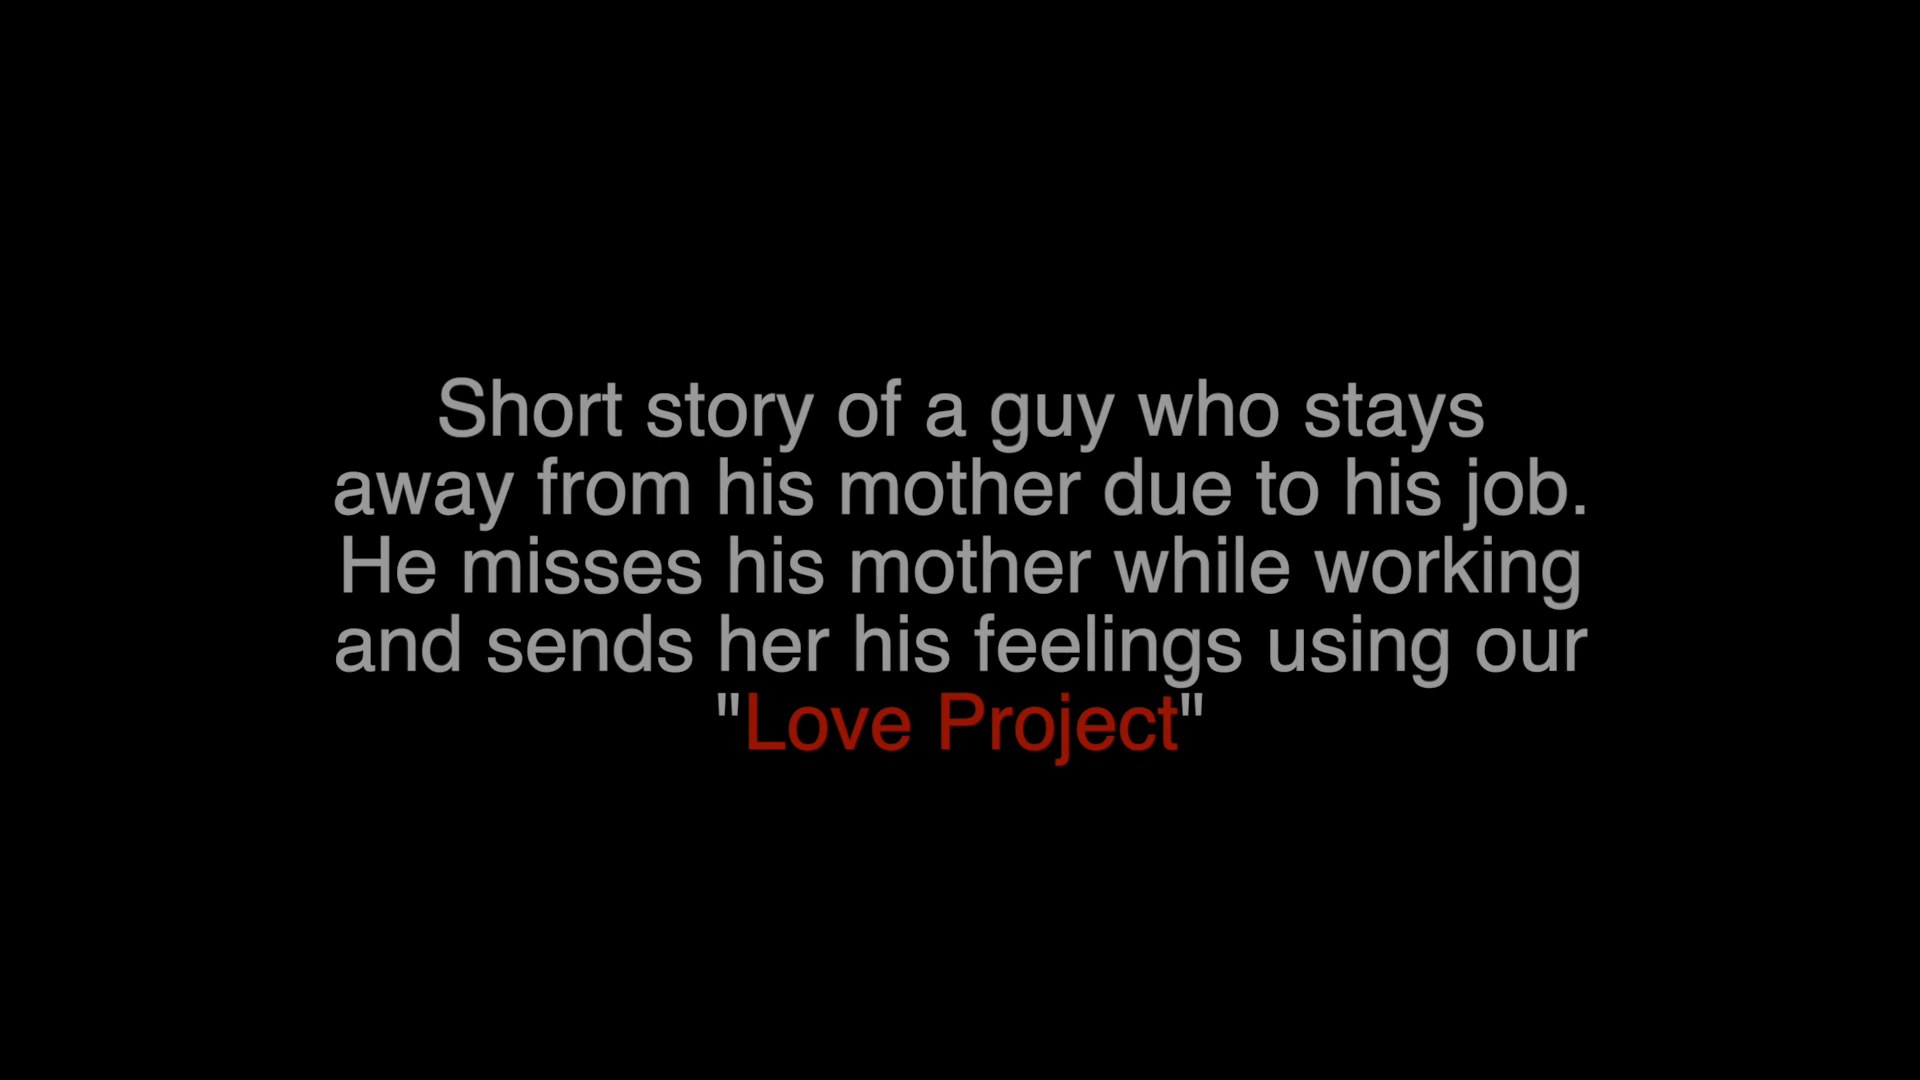 Short story of a guy who stays
away from his mother due to his job.
He misses his mother while working
and sends her his feelings using our
"Love Project"